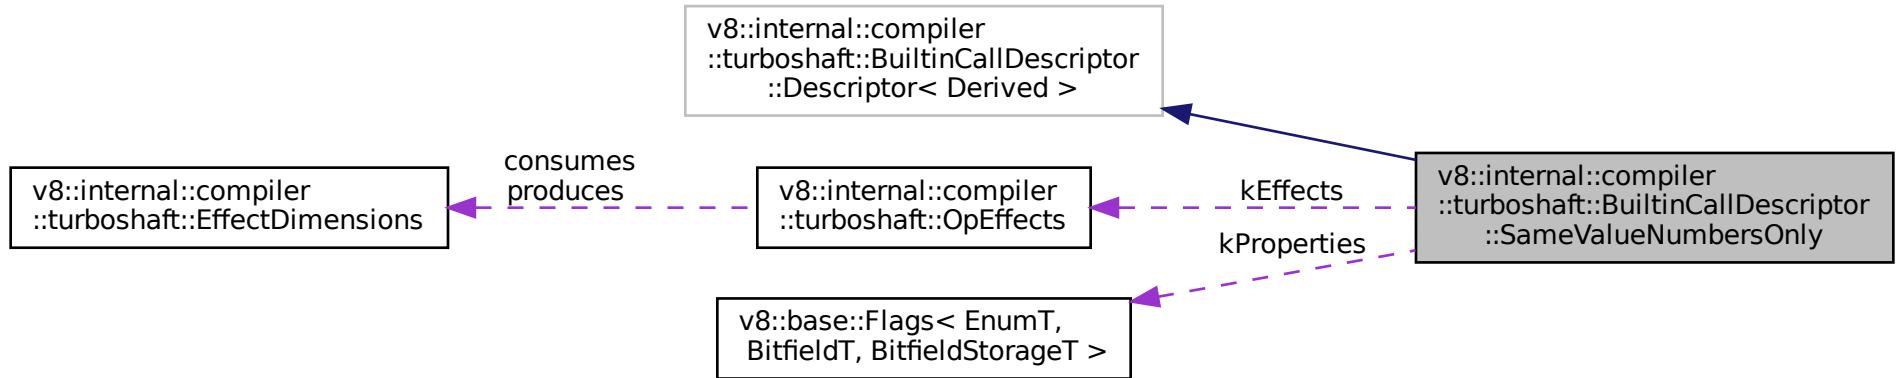 v8::internal::compiler
::turboshaft::BuiltinCallDescriptor
::Descriptor< Derived >
v8::internal::compiler
::turboshaft::EffectDimensions
consumes
produces
v8::internal::compiler
::turboshaft::OpEffects
kEffects
kProperties
v8::internal::compiler
::turboshaft::BuiltinCallDescriptor
::SameValueNumbersOnly
v8::base::Flags< EnumT,
BitfieldT, BitfieldStorageT >